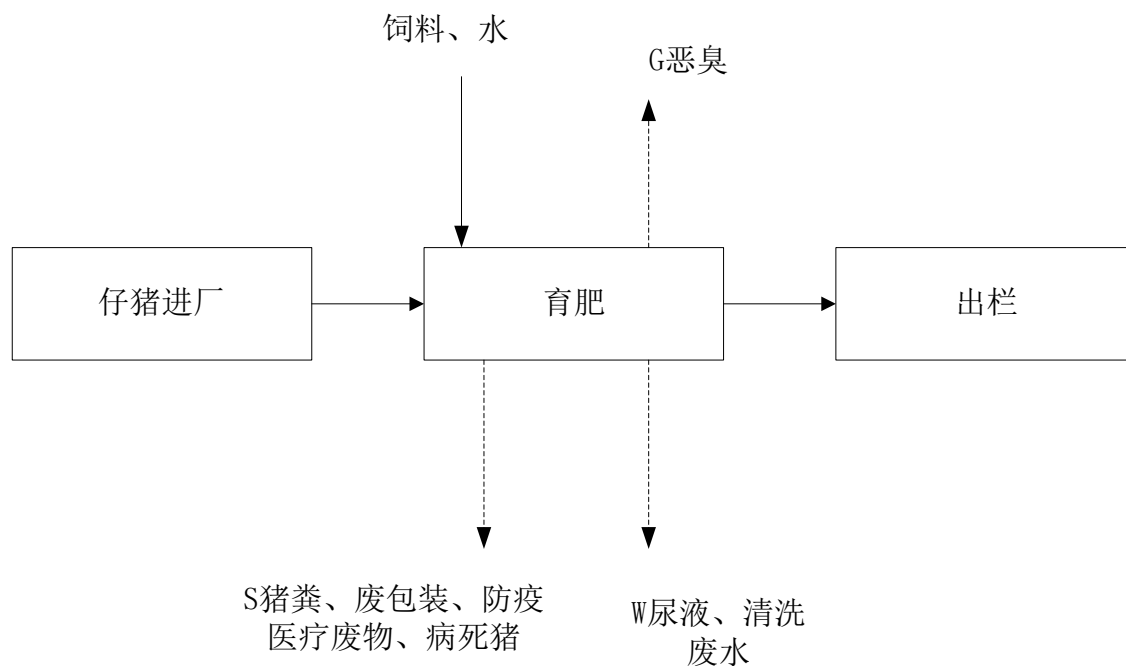 饲料、水
G恶臭
仔猪进厂
育肥
出栏
S猪粪、废包装、防疫
医疗废物、病死猪
W尿液、清洗
废水